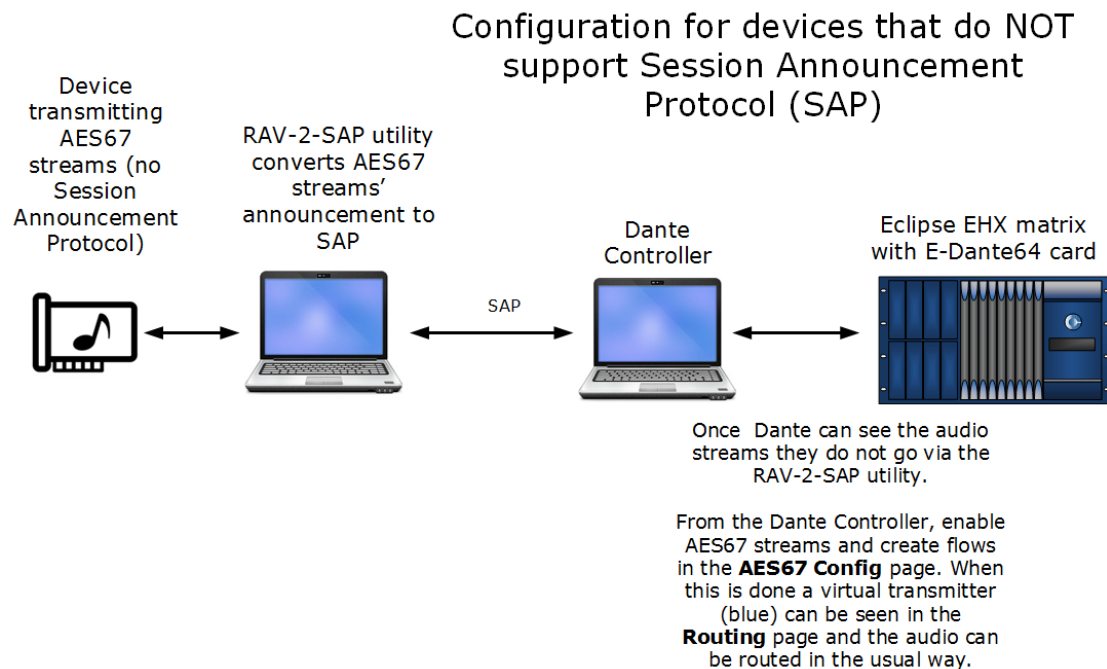 Configuration for devices that do NOT
support Session Announcement
Protocol (SAP)
Device
transmitting
AES67
streams (no
Session
Announcement
Protocol)
RAV-2-SAP utility
converts AES67
streams’
announcement to
SAP
SAP
Dante
Controller
Eclipse EHX matrix
with E-Dante64 card
Once  Dante can see the audio
streams they do not go via the
RAV-2-SAP utility.
From the Dante Controller, enable
AES67 streams and create flows
in the AES67 Config page. When
this is done a virtual transmitter
(blue) can be seen in the
Routing page and the audio can
be routed in the usual way.